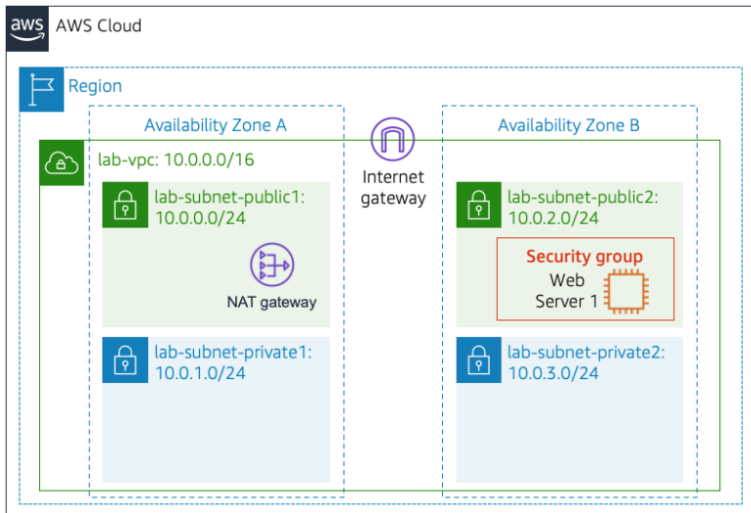 aws AWS Cloud
Region
Availability Zone A
Availability Zone B
lab-vpc: 10.0.0.0/16
Internet
gateway
lab-subnet-public1:
10.0.0.0/24
NAT gateway
lab-subnet-public2:
10.0.2.0/24
Security group
Web
Server 1
lab-subnet-private1:
10.0.1.0/24
lab-subnet-private2:
10.0.3.0/24